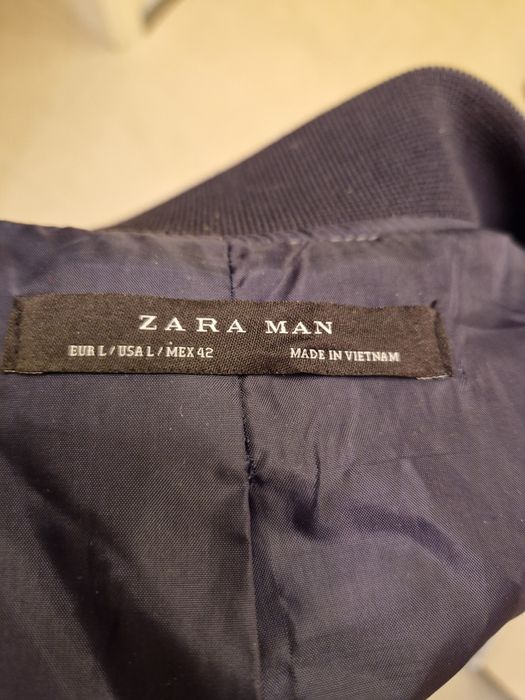 ZARA MAN
EUR L / USA L / MEX 42 MADE IN VIETNAM